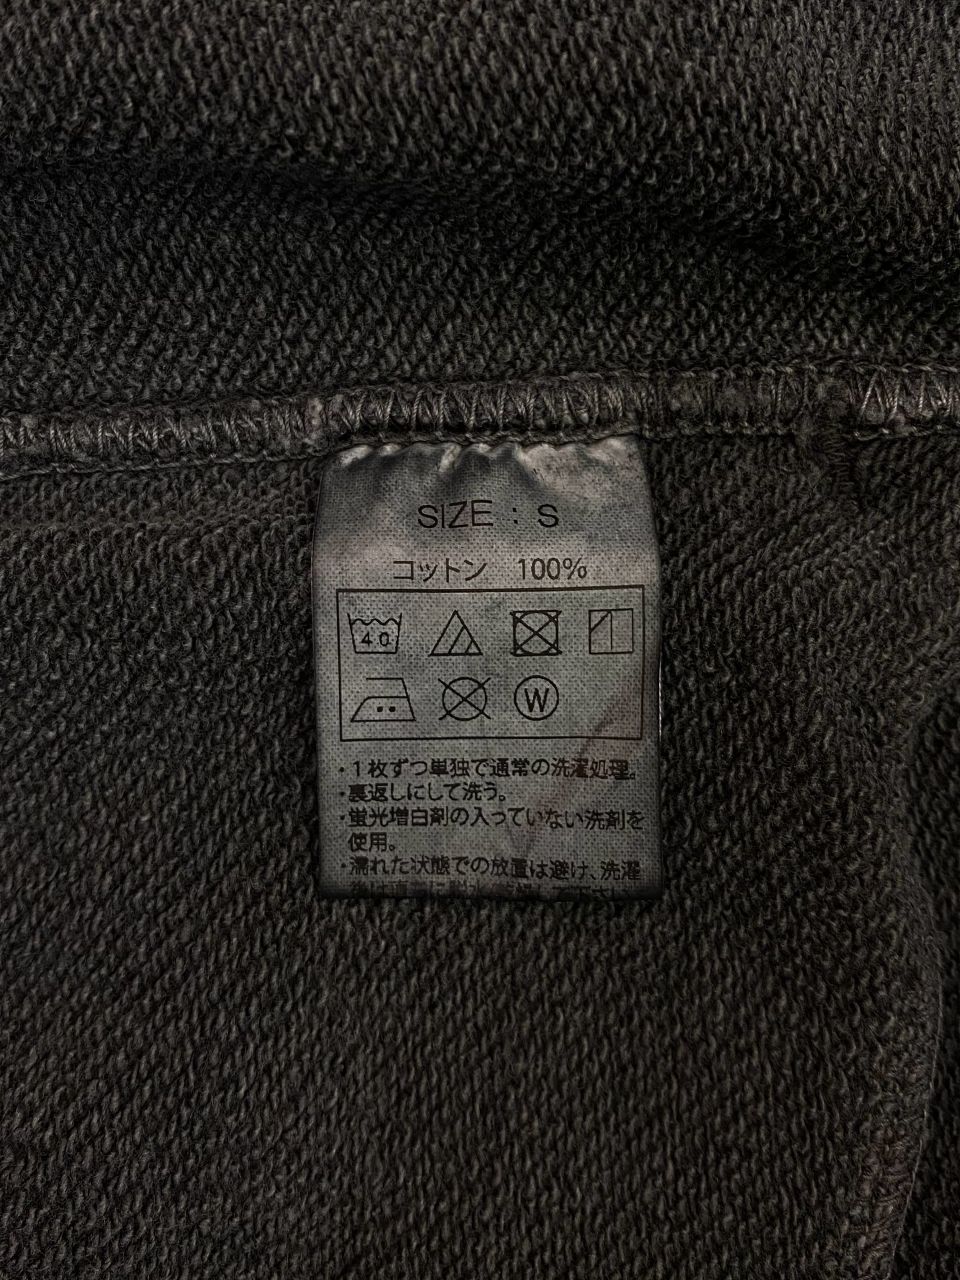 SIZE : S
コットン 100%
40
W
・1枚ずつ単独で通常の洗濯処理。
・裏返しにして洗う。
・蛍光増白剤の入っていない洗剤を
使用。
・濡れた状態での放置は避け、洗濯